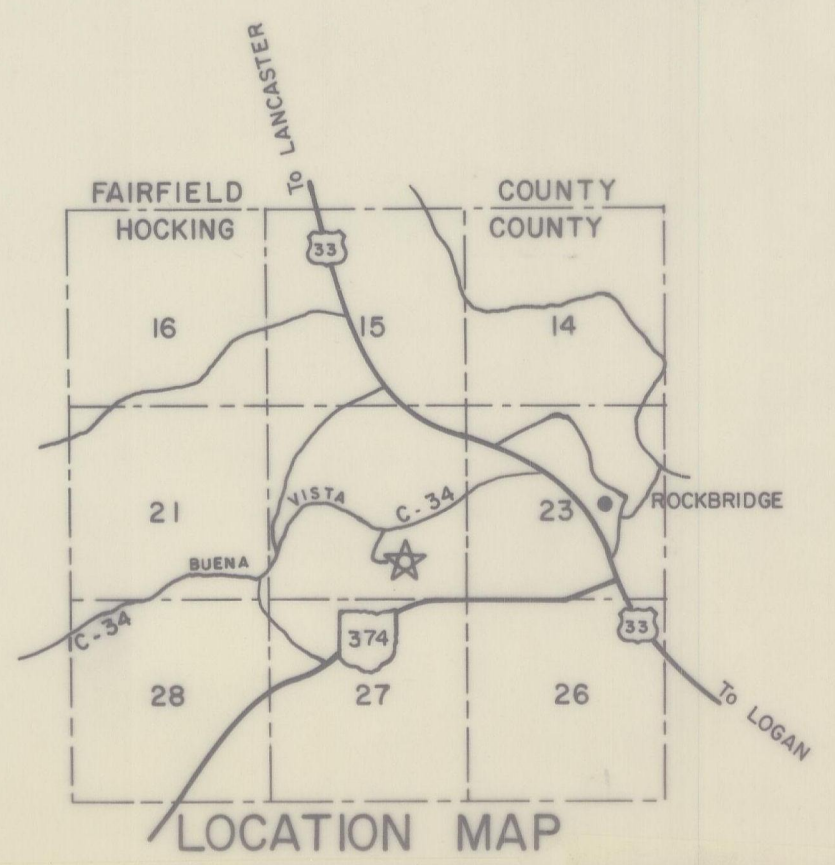 To LANCASTER
FAIRFIELD COUNTY
HOCKING COUNTY
33
16 15 14
VISTA C-34
21 23 ROCKBRIDGE
BUENA
C-34
374 33
28 27 26
To LOGAN
LOCATION MAP